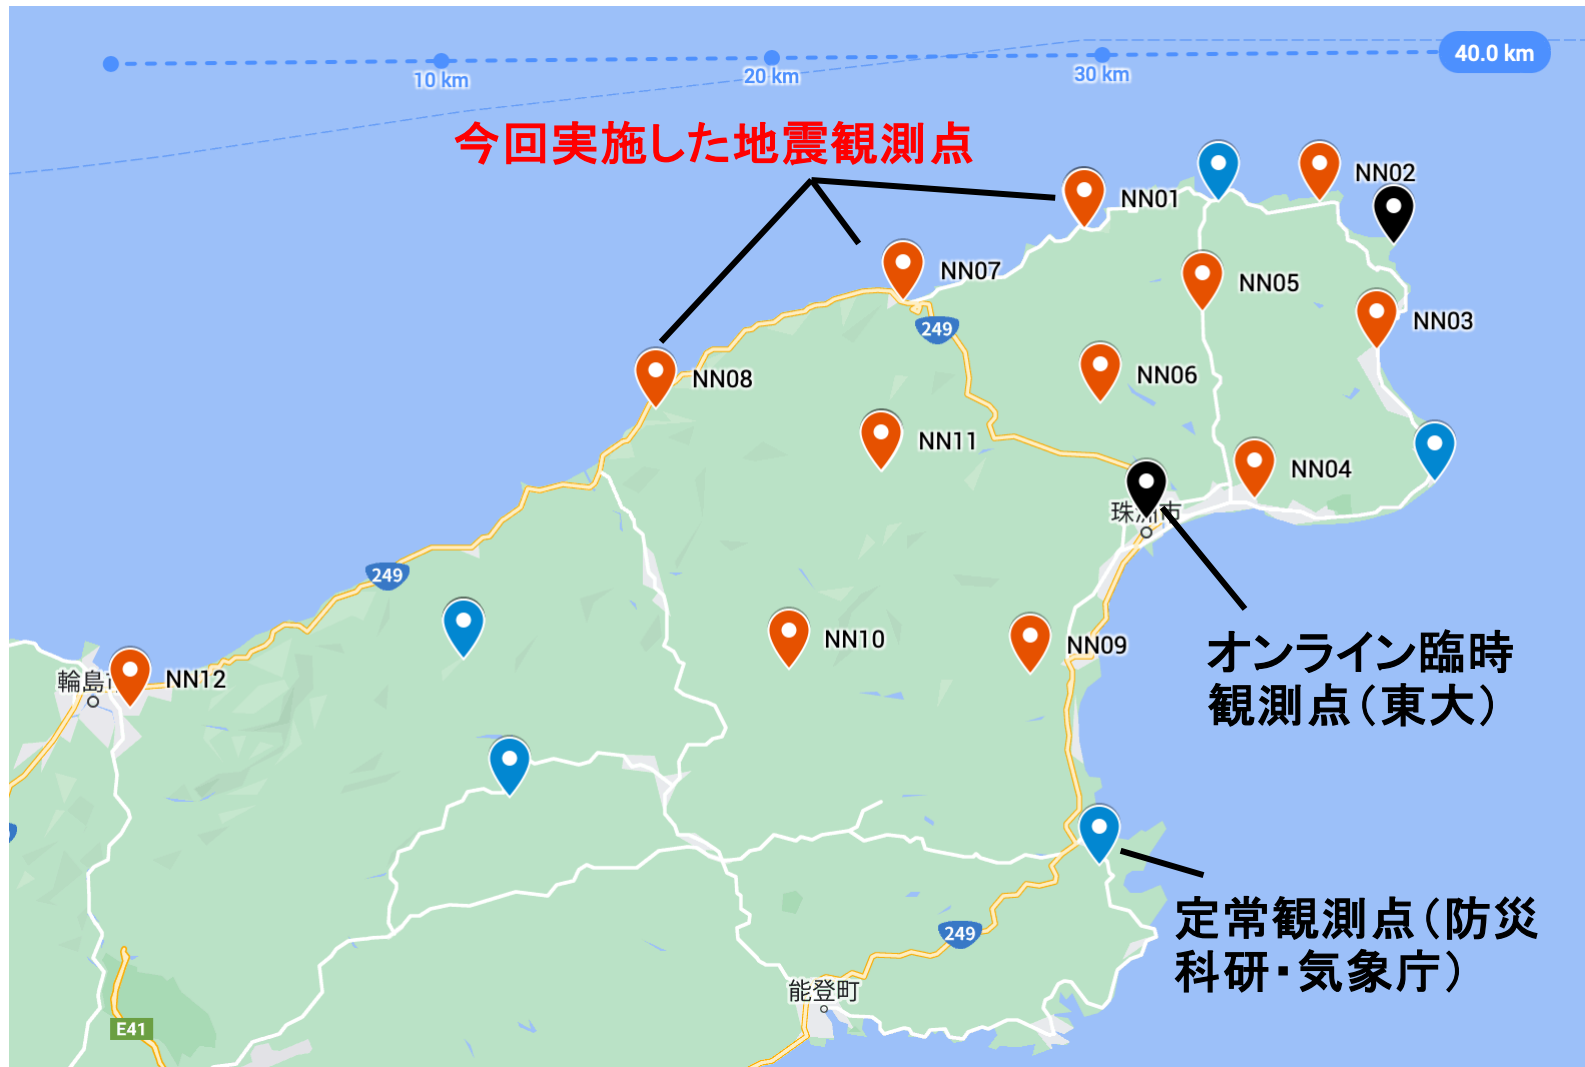 40.0 km
10 km
20 km
30 km
今回実施した地震観測点
NN02
NN01
NN07
NN05
249
NN03
NN08
NN06
NN11
NN04
珠洲市
249
オンライン臨時
観測点（東大）
NN10
NN09
輪島市
NN12
定常観測点（防災
科研・気象庁）
249
能登町
E41